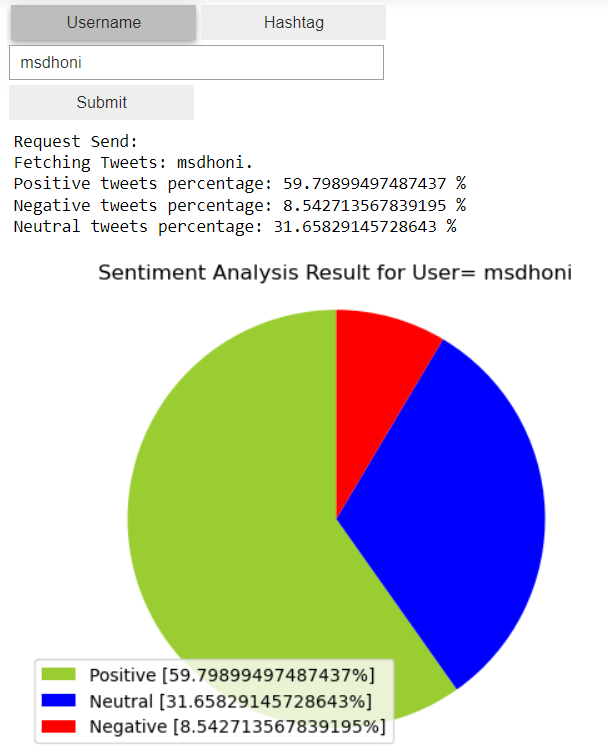 Username
Hashtag
msdhoni
Submit
Request Send:
Fetching Tweets: msdhoni.
Positive tweets percentage: 59.79899497487437 %
Negative tweets percentage: 8.542713567839195 %
Neutral tweets percentage: 31.65829145728643 %
Sentiment Analysis Result for User= msdhoni
Positive [59.79899497487437%]
Neutral [31.65829145728643%]
Negative [8.542713567839195%]